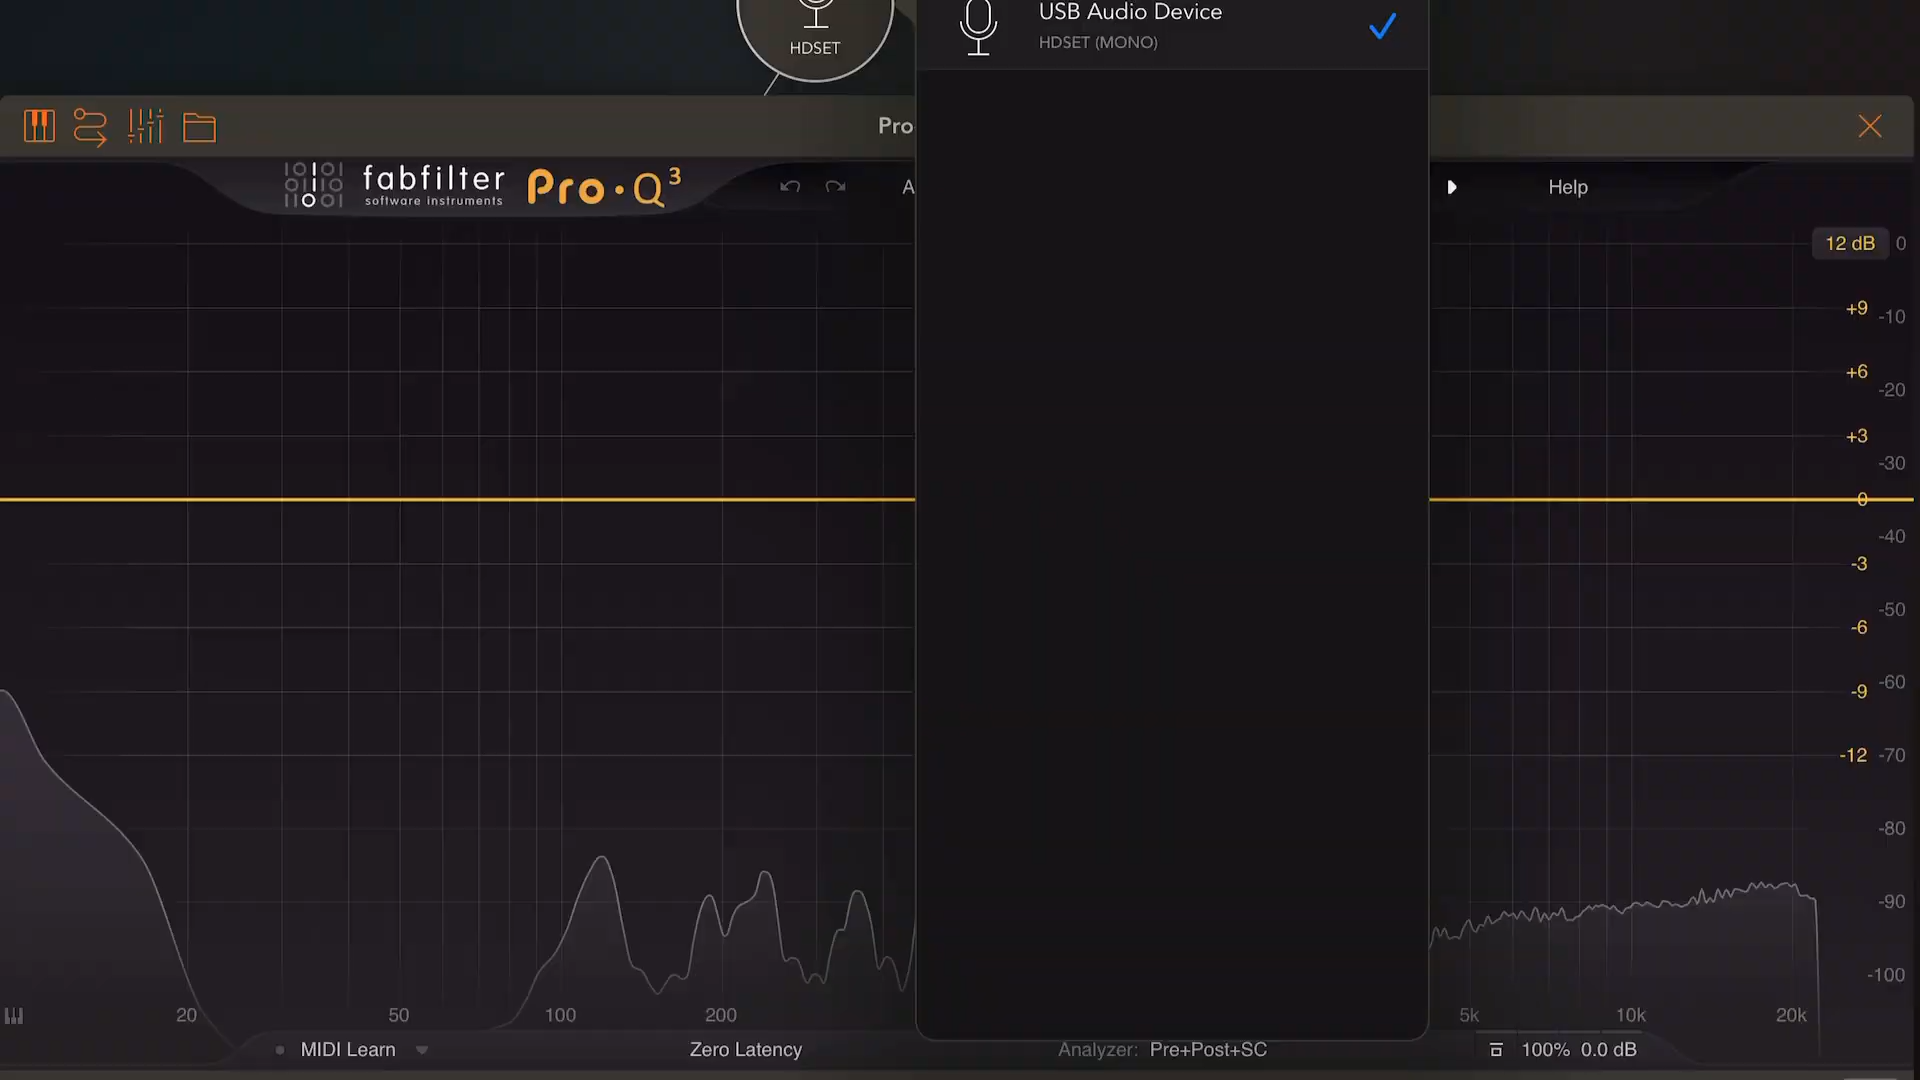 USB Audio Device
HDSET (MONO)
HDSET
Pro
fabfilter
software instruments
Pro·Q³
A
Help
12 dB 0
+9 -10
+6 -20
+3 -30
0
-40
-3
-50
-6
-9 -60
-12 -70
-80
-90
-100
20 50 100 200 5k 10k 20k
MIDI Learn Zero Latency Analyzer: Pre+Post+SC 100% 0.0 dB